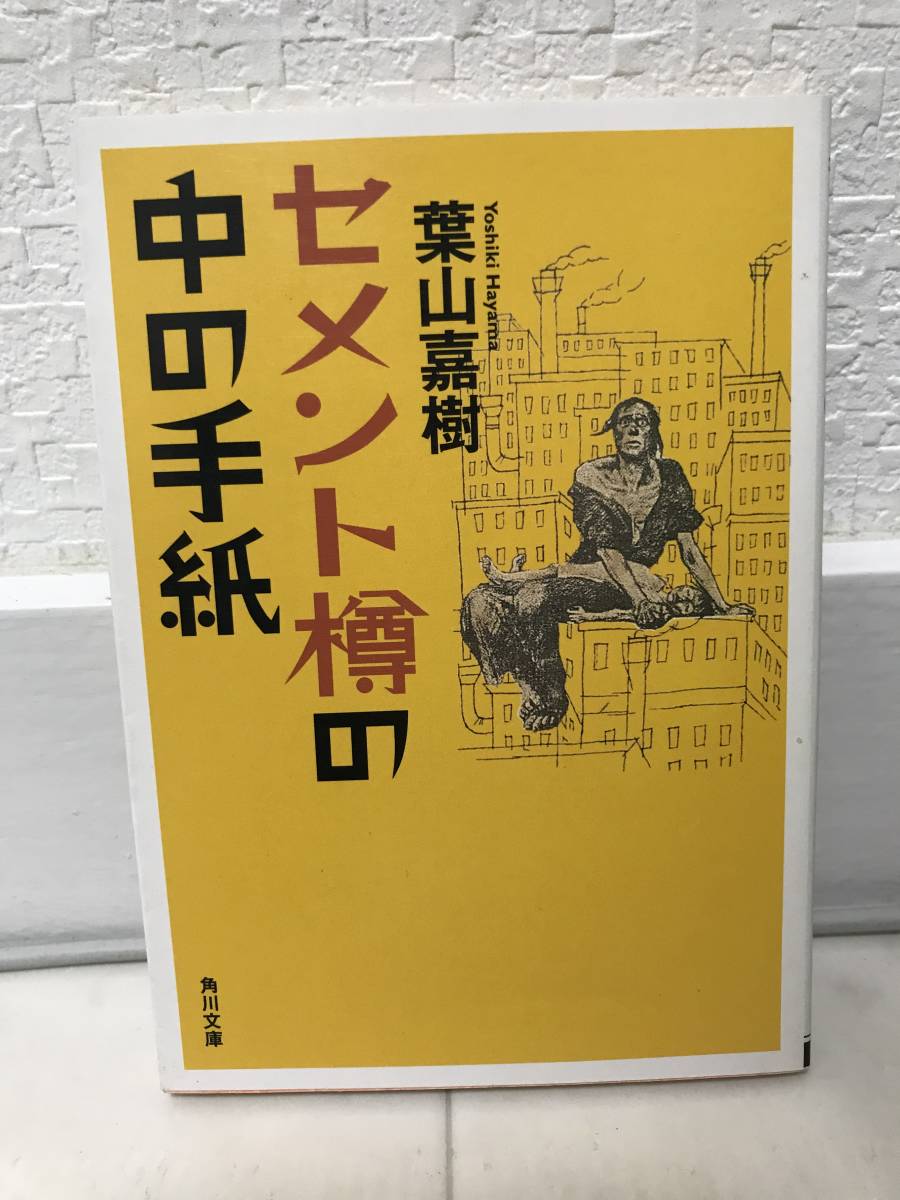 葉山嘉樹
Yoshiki Hayama
セメント樽の
中の手紙
角川文庫